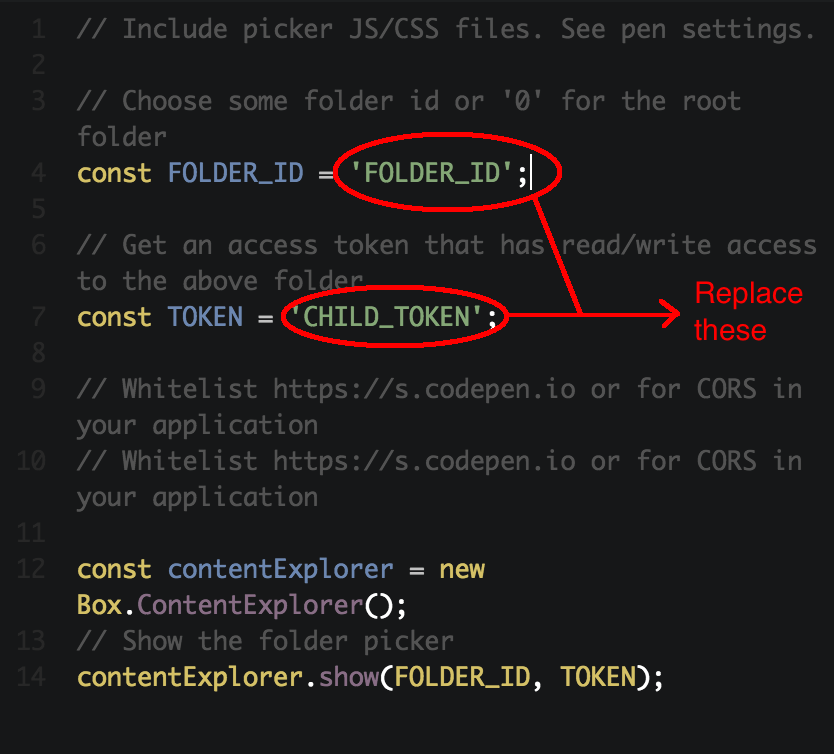 1 // Include picker JS/CSS files. See pen settings.
2
3 // Choose some folder id or '0' for the root
folder
4 const FOLDER_ID = 'FOLDER_ID';
5
6 // Get an access token that has read/write access
to the above folder
7 const TOKEN = 'CHILD_TOKEN';
Replace
these
8
9 // Whitelist https://s.codepen.io or for CORS in
your application
10 // Whitelist https://s.codepen.io or for CORS in
your application
11
12 const contentExplorer = new
Box.ContentExplorer();
13 // Show the folder picker
14 contentExplorer.show(FOLDER_ID, TOKEN);